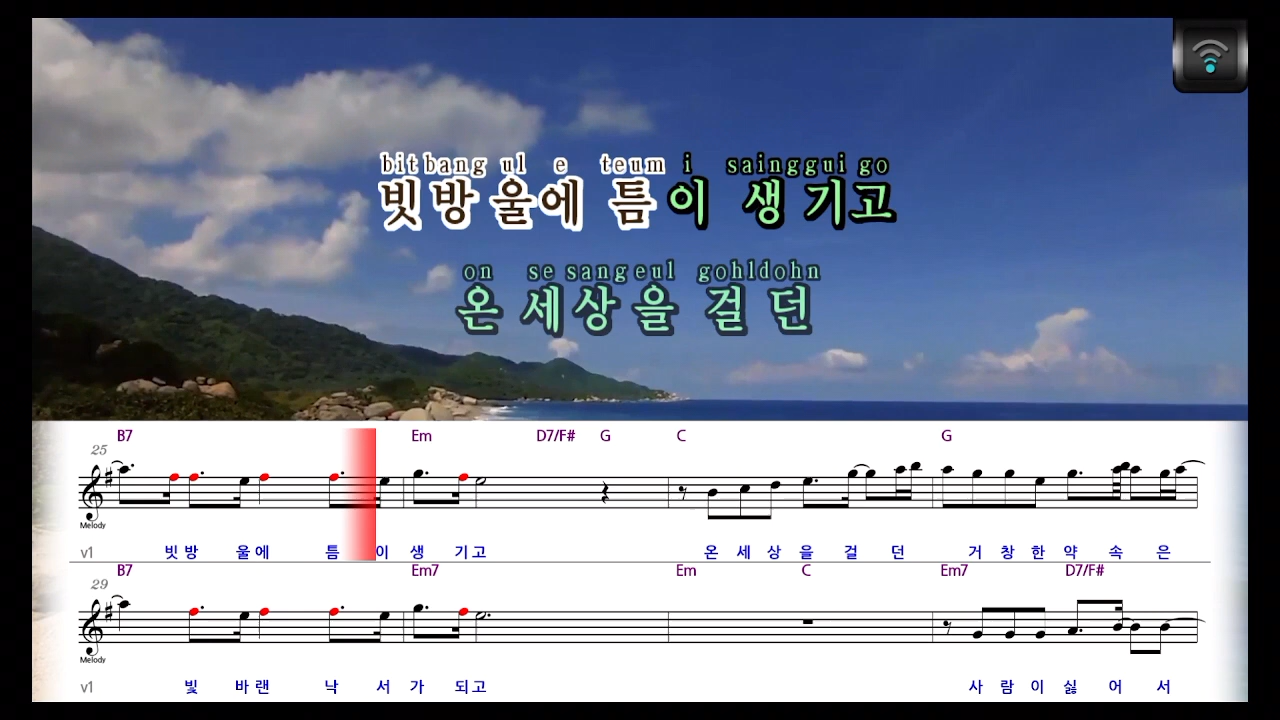 bitbang ul e teum i saingguigo
빗방울에 틈이 생기고
on se sangeul gohldohn
온 세상을 걸 던
B7 Em D7/F# G C G
25
Melody
v1 빗 방 울 에 틈 이 생 기 고 온 세 상 을 걸 던 거 창 한 약 속 은
B7 Em7 Em C Em7 D7/F#
29
Melody
v1 빛 바 랜 낙 서 가 되 고 사 람 이 싫 어 서